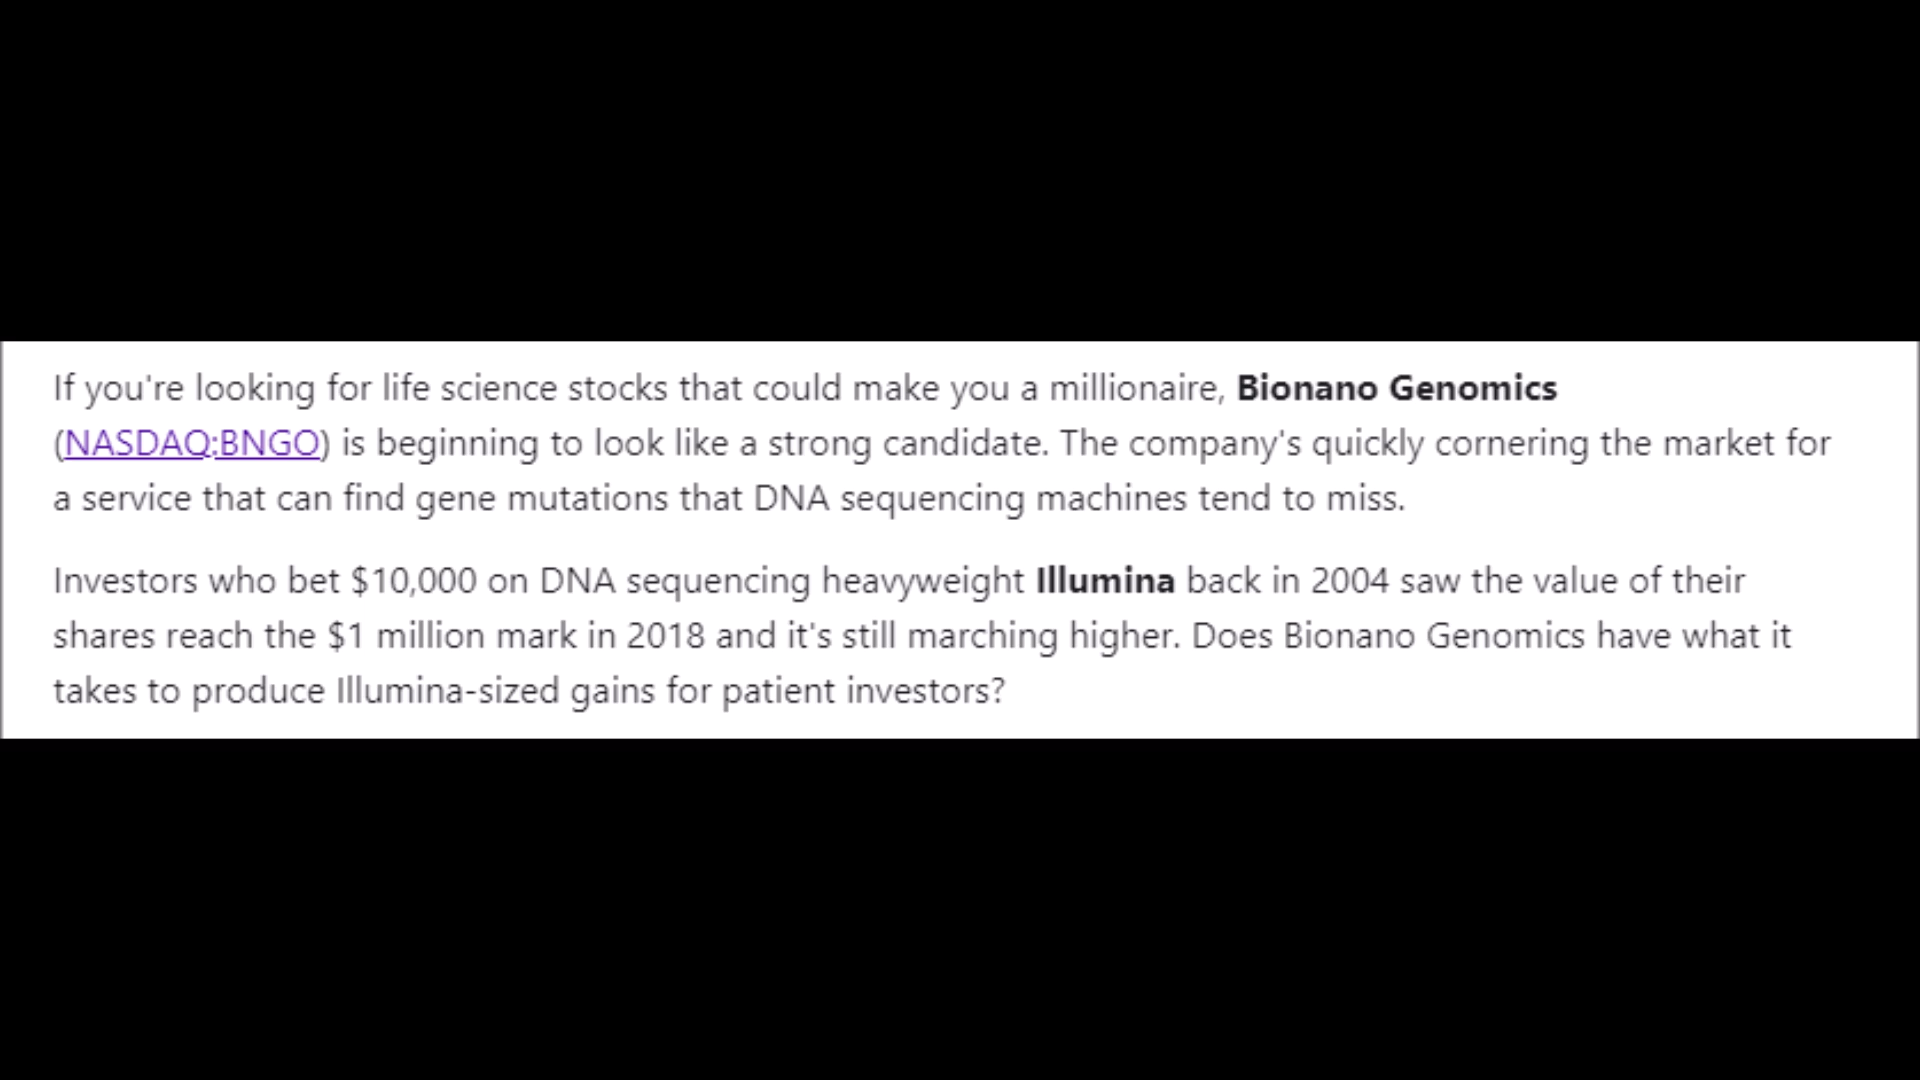 If you're looking for life science stocks that could make you a millionaire, Bionano Genomics
(NASDAQ:BNGO) is beginning to look like a strong candidate. The company's quickly cornering the market for
a service that can find gene mutations that DNA sequencing machines tend to miss.
Investors who bet $10,000 on DNA sequencing heavyweight Illumina back in 2004 saw the value of their
shares reach the $1 million mark in 2018 and it's still marching higher. Does Bionano Genomics have what it
takes to produce Illumina-sized gains for patient investors?